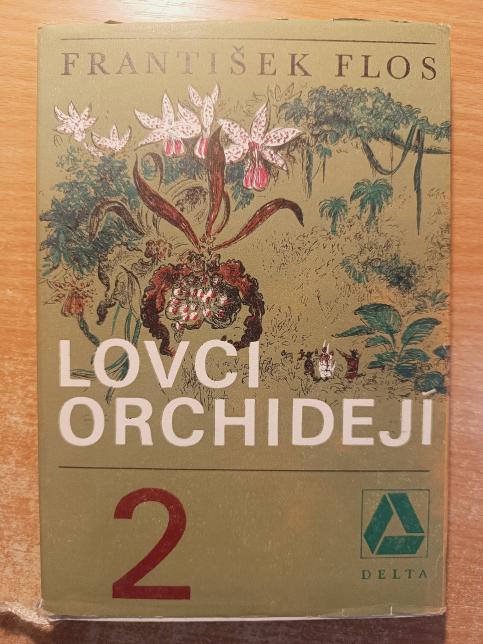 FRANTIŠEK FLOS
LOVCI
ORCHIDEJÍ
2
DELTA